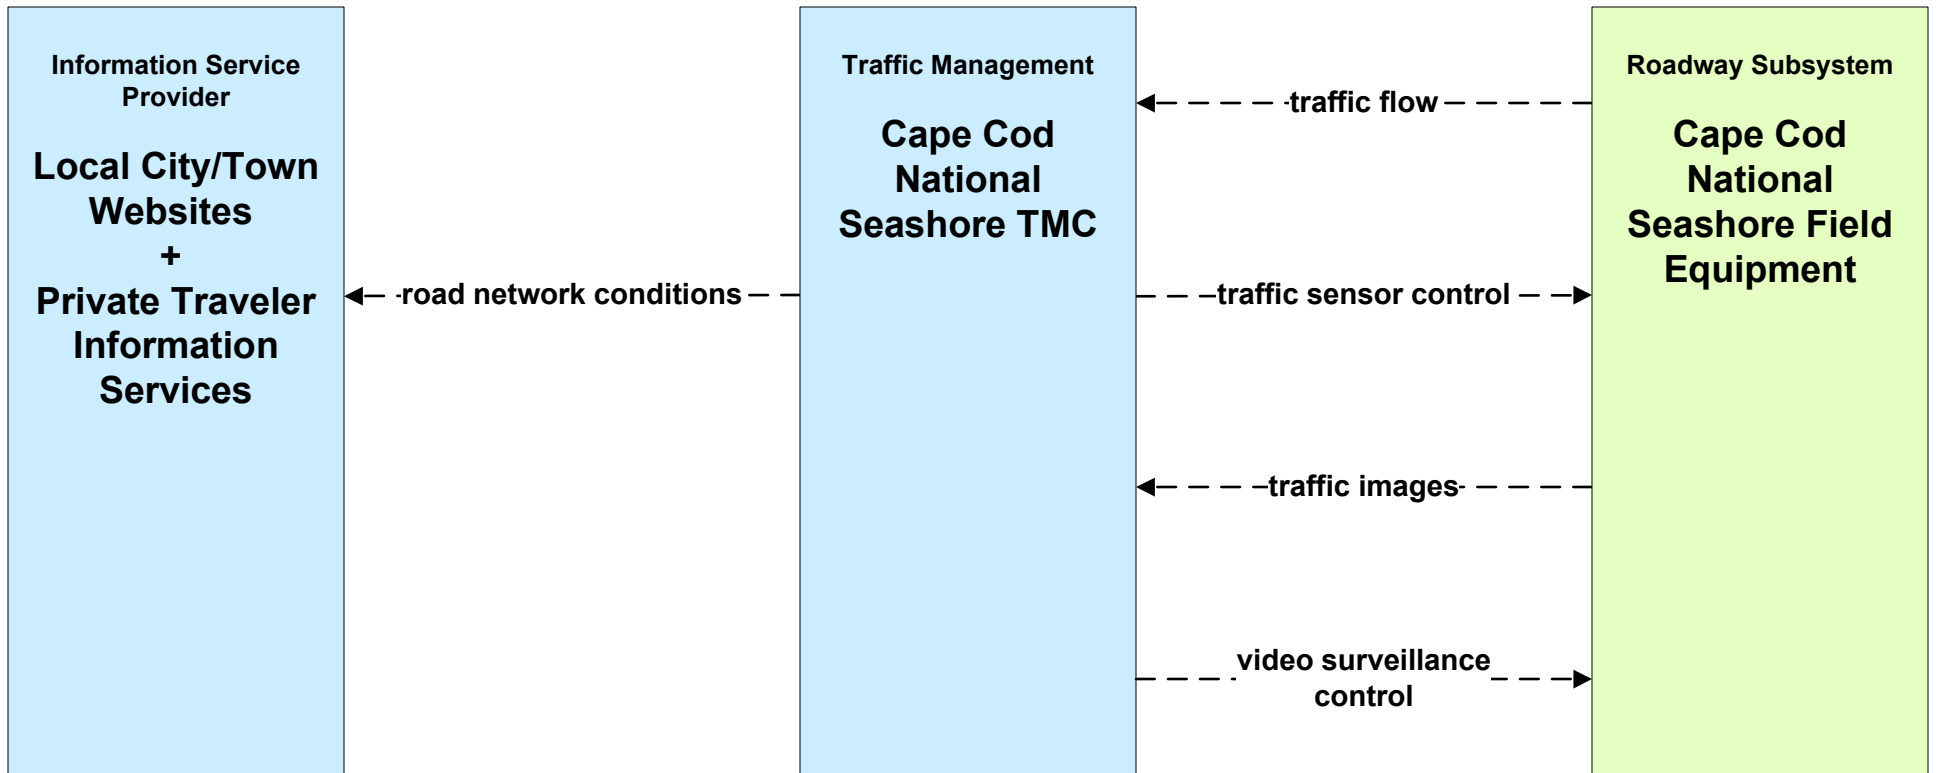 Information Service
Provider
Local City/Town
Websites
+
Private Traveler
Information
Services
road network conditions
Traffic Management
Cape Cod
National
Seashore TMC
traffic flow
traffic sensor control
traffic images
video surveillance
control
Roadway Subsystem
Cape Cod
National
Seashore Field
Equipment